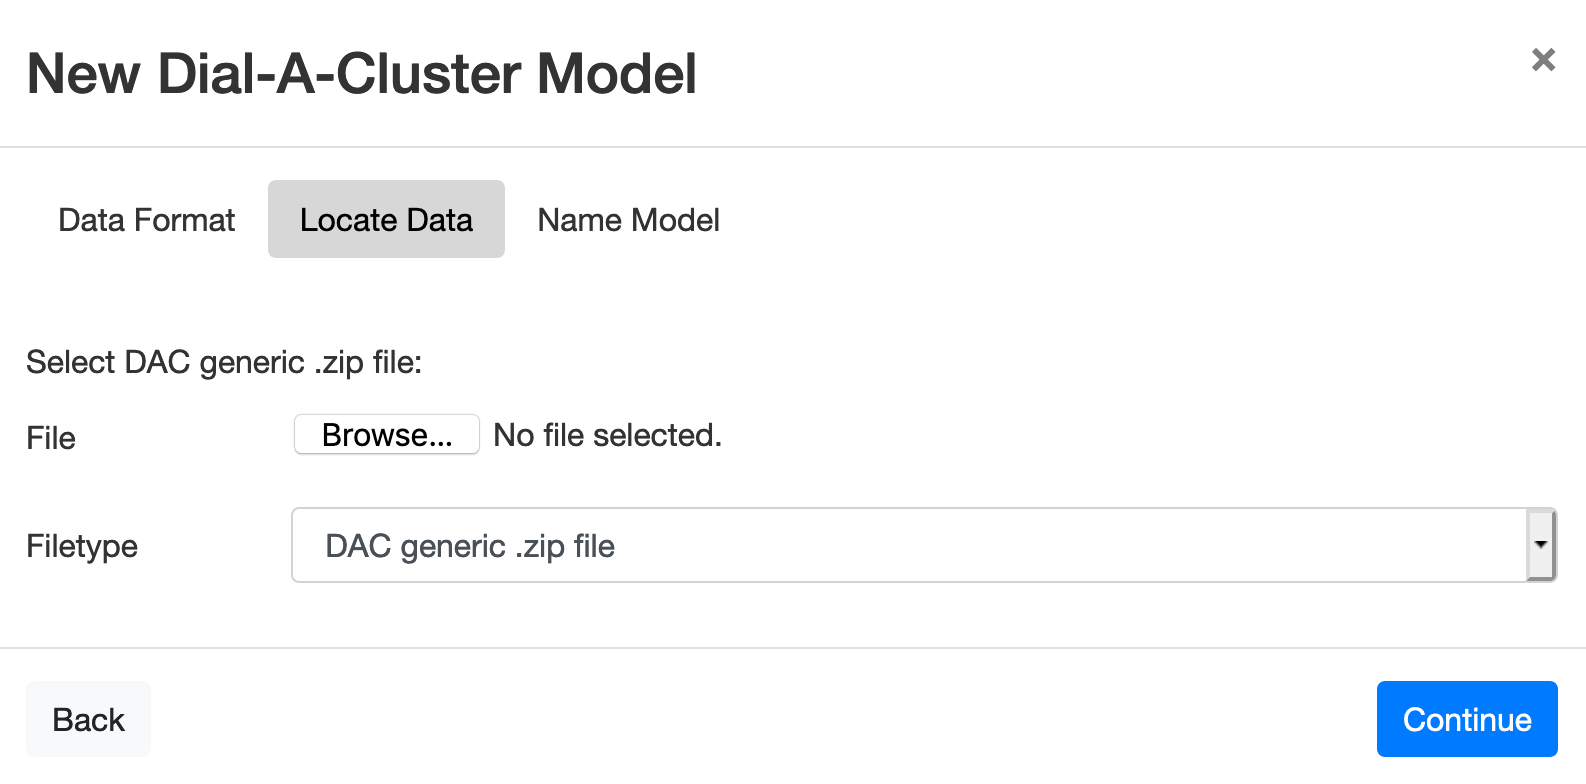 New Dial-A-Cluster Model
×
Data Format Locate Data Name Model
Select DAC generic .zip file:
File Browse... No file selected.
Filetype DAC generic .zip file
Back Continue